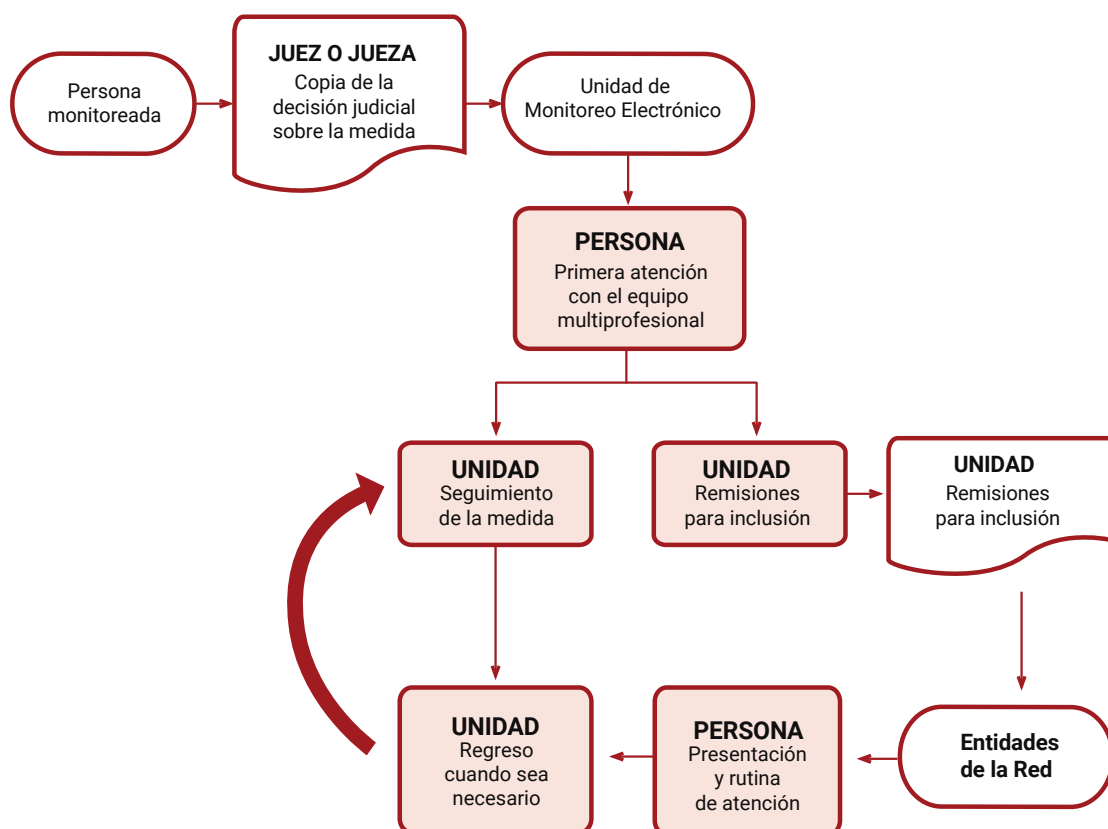 Persona
monitoreada
JUEZ O JUEZA
Copia de la
decisión judicial
sobre la medida
Unidad de
Monitoreo Electrónico
PERSONA
Primera atención
con el equipo
multiprofesional
UNIDAD
Seguimiento
de la medida
UNIDAD
Remisiones
para inclusión
UNIDAD
Remisiones
para inclusión
UNIDAD
Regreso
cuando sea
necesario
PERSONA
Presentación
y rutina
de atención
Entidades
de la Red